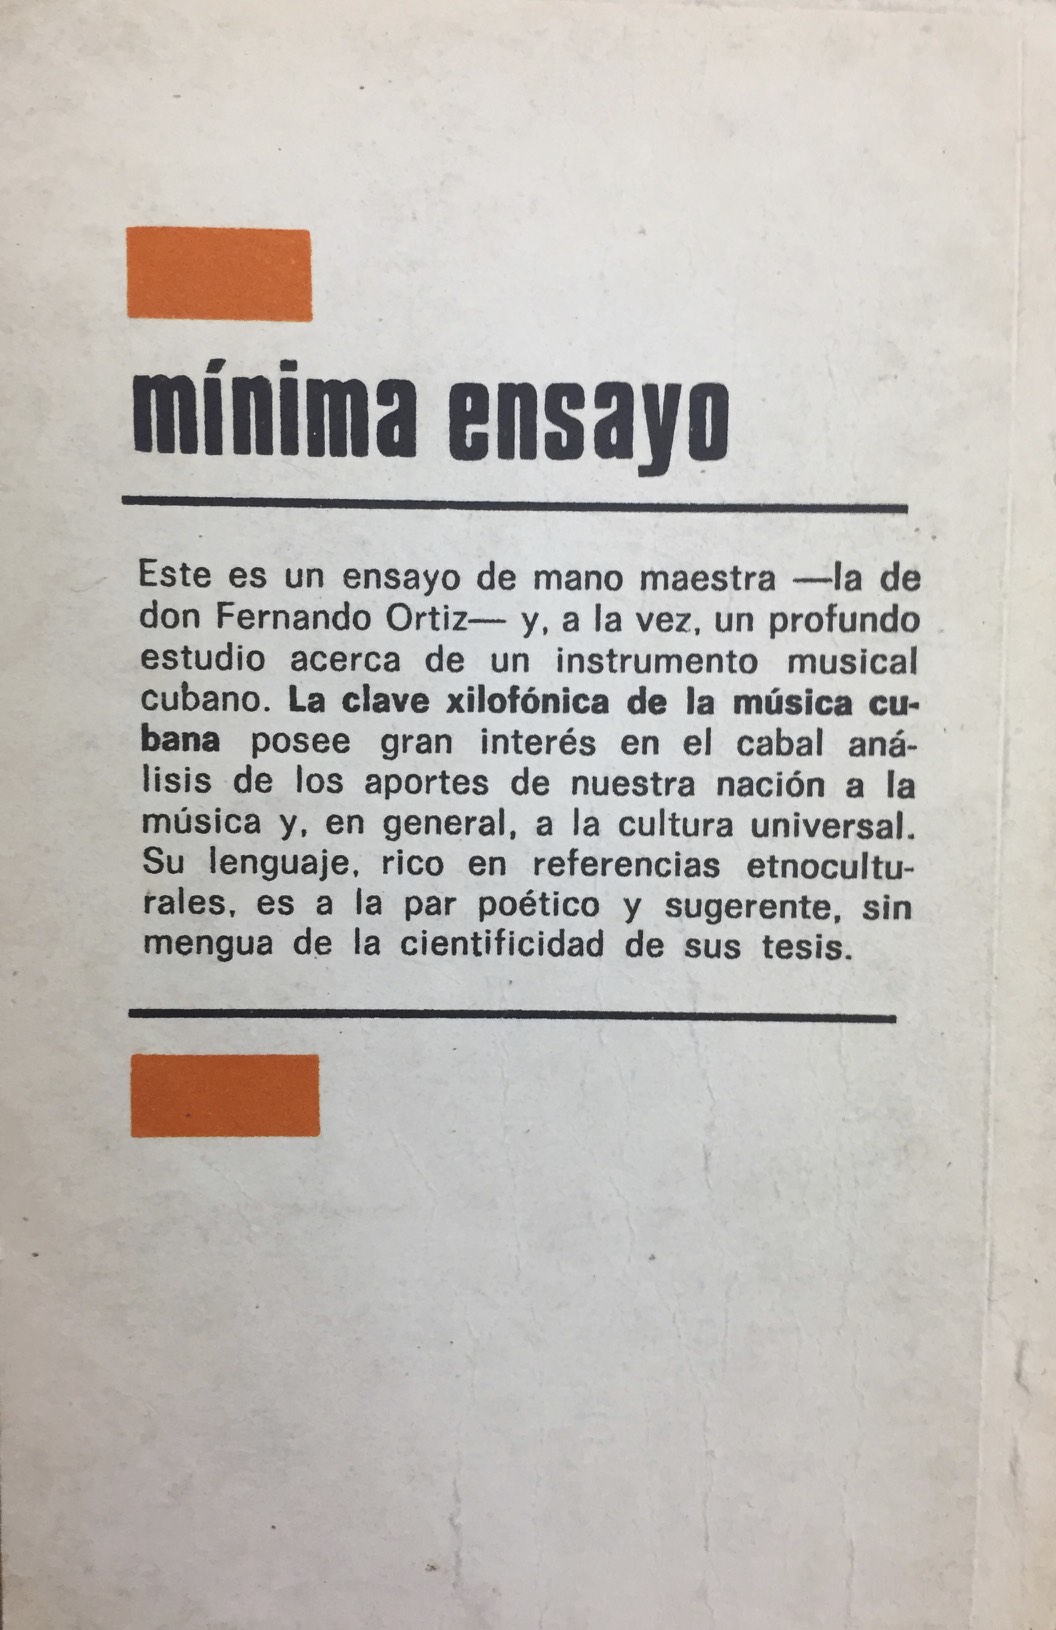 mínima ensayo
Este es un ensayo de mano maestra —la de
don Fernando Ortiz— y, a la vez, un profundo
estudio acerca de un instrumento musical
cubano. La clave xilofónica de la música cu-
bana posee gran interés en el cabal aná-
lisis de los aportes de nuestra nación a la
música y, en general, a la cultura universal.
Su lenguaje, rico en referencias etnocultu-
rales, es a la par poético y sugerente, sin
mengua de la cientificidad de sus tesis.